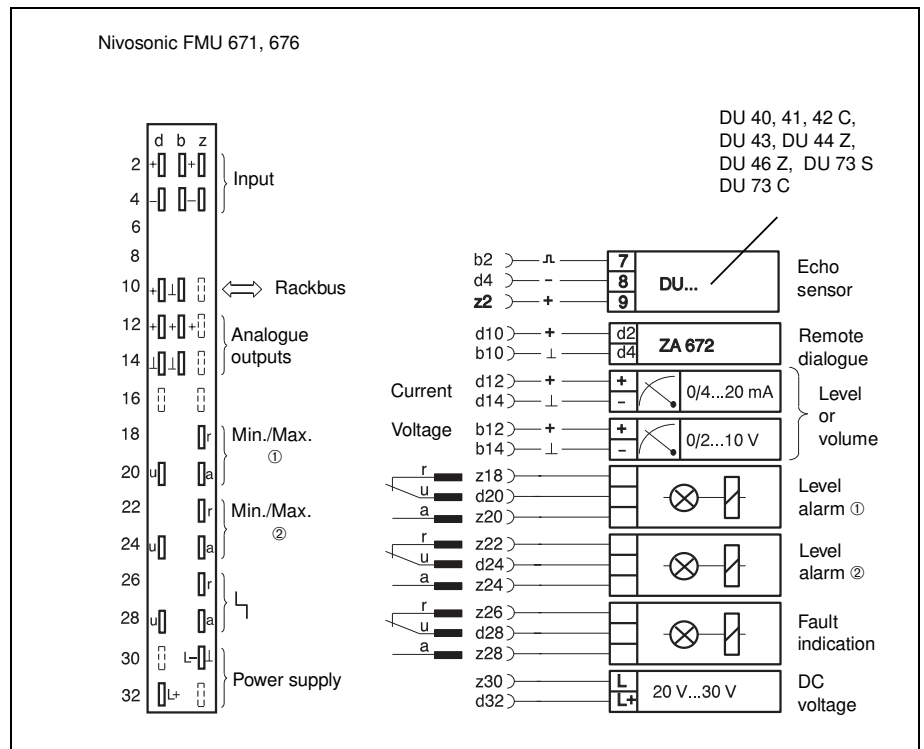 Nivosonic FMU 671, 676
DU 40, 41, 42 C,
DU 43, DU 44 Z,
DU 46 Z, DU 73 S
DU 73 C
d b z
2 + +
4 – –
Input
6
8
10 + ⊥
Rackbus
12 + + +
14 ⊥ ⊥
Analogue
outputs
16
18 r
20 u a
Min./Max.
①
22 r
24 u a
Min./Max.
②
26 r
28 u a
30 L– ⊥
32 L+
Power supply
b2 7
d4 – 8
z2 + 9
DU...
Echo
sensor
d10 + d2
b10 ⊥ d4
ZA 672
Remote
dialogue
Current
d12 + +
d14 ⊥ –
0/4...20 mA
Voltage
b12 + +
b14 ⊥ –
0/2...10 V
Level
or
volume
r z18
u d20
a z20
Level
alarm ①
r z22
u d24
a z24
Level
alarm ②
r z26
u d28
a z28
Fault
indication
z30 L
d32 L+
20 V...30 V
DC
voltage